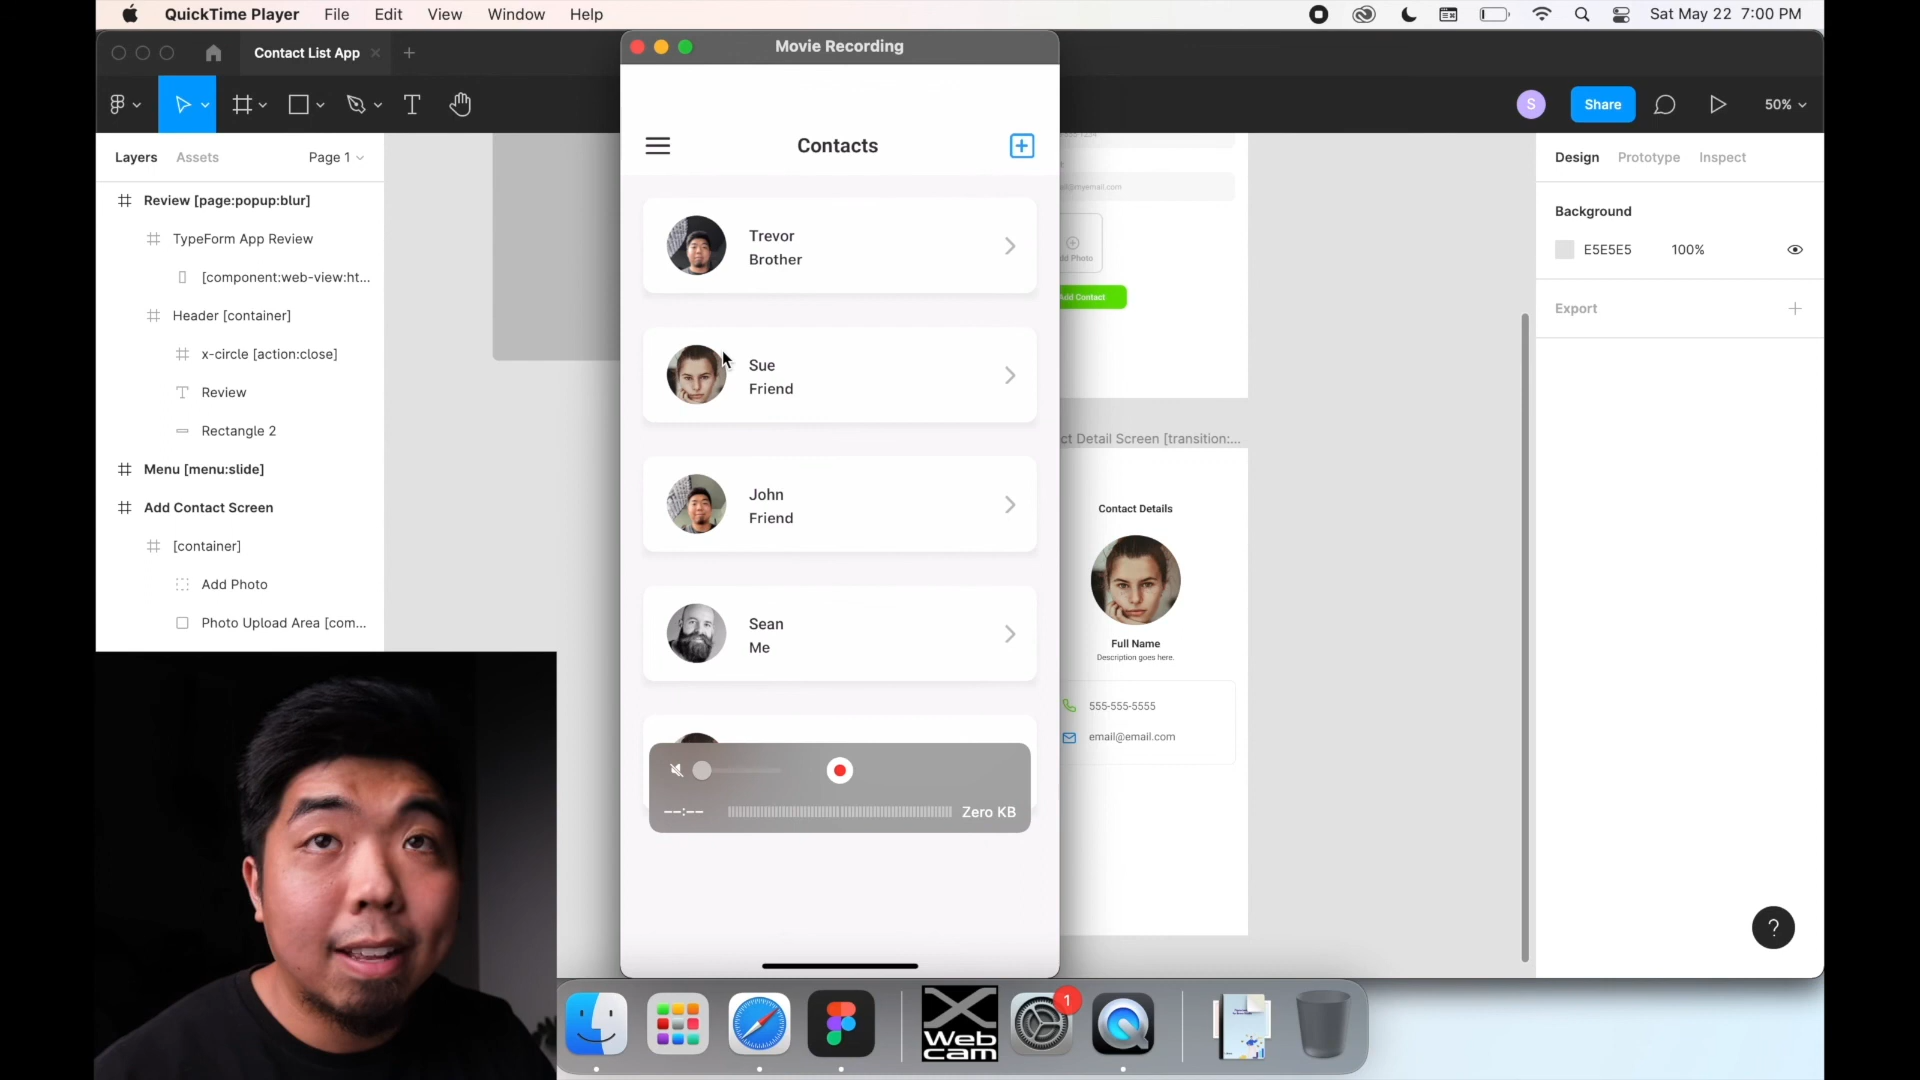 QuickTime Player File Edit View Window Help
Sat May 22 7:00 PM
Contact List App
Movie Recording
S
Share
50%
Layers
Assets
Page 1
Review [page:popup:blur]
TypeForm App Review
[component:web-view:ht...
Header [container]
x-circle [action:close]
Review
Rectangle 2
Menu [menu:slide]
Add Contact Screen
[container]
Add Photo
Photo Upload Area [com...
Contacts
Trevor
Brother
Sue
Friend
John
Friend
Sean
Me
--:--
Zero KB
Add Contact
ct Detail Screen [transition:...
Contact Details
Full Name
Description goes here.
555-555-5555
email@email.com
Design
Prototype
Inspect
Background
E5E5E5
100%
Export
?
X
Web
cam
1